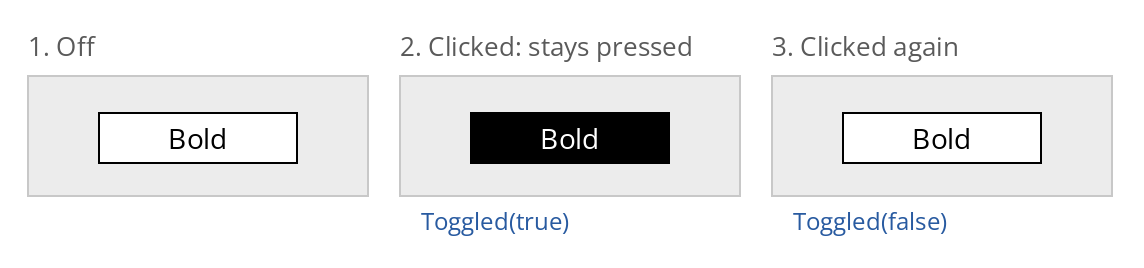 1. Off
2. Clicked: stays pressed
3. Clicked again
Bold
Bold
Bold
Toggled(true)
Toggled(false)